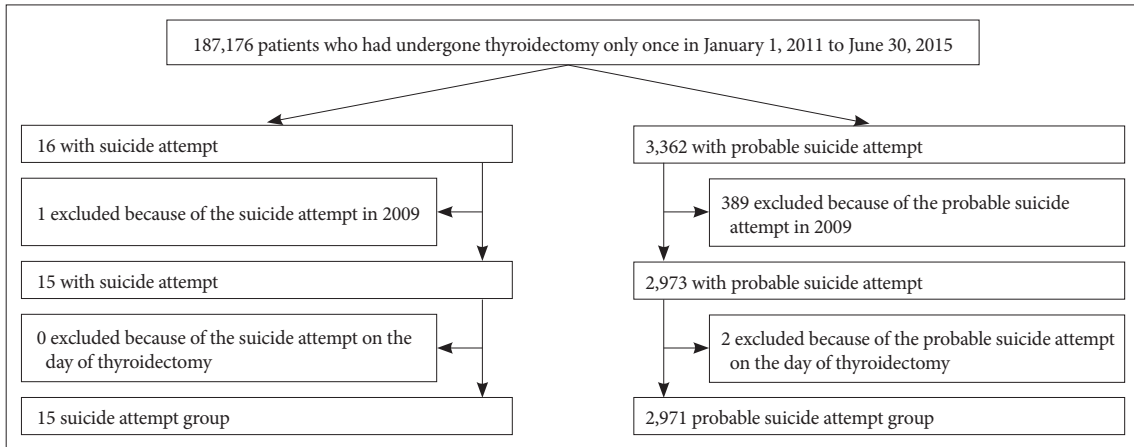 187,176 patients who had undergone thyroidectomy only once in January 1, 2011 to June 30, 2015
16 with suicide attempt
1 excluded because of the suicide attempt in 2009
15 with suicide attempt
0 excluded because of the suicide attempt on the
day of thyroidectomy
15 suicide attempt group
3,362 with probable suicide attempt
389 excluded because of the probable suicide
attempt in 2009
2,973 with probable suicide attempt
2 excluded because of the probable suicide attempt
on the day of thyroidectomy
2,971 probable suicide attempt group